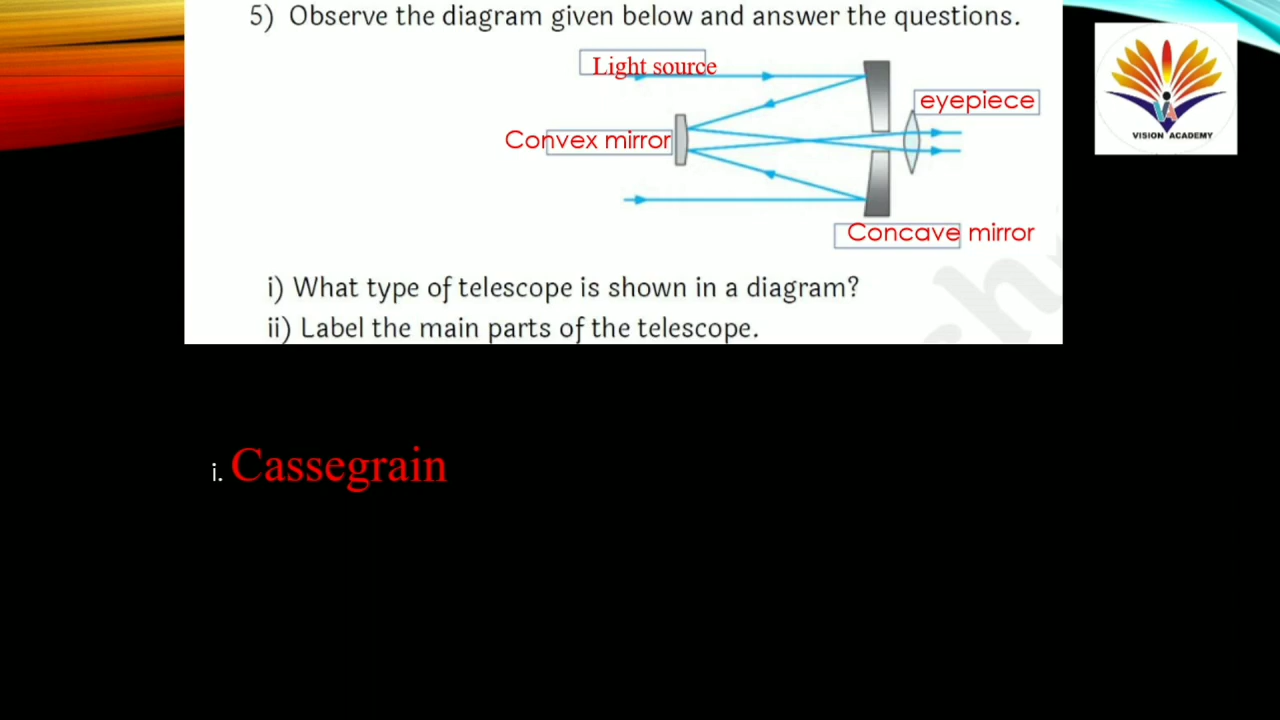 5) Observe the diagram given below and answer the questions.
Light source
eyepiece
Convex mirror
VISION ACADEMY
Concave mirror
i) What type of telescope is shown in a diagram?
ii) Label the main parts of the telescope.
i. Cassegrain